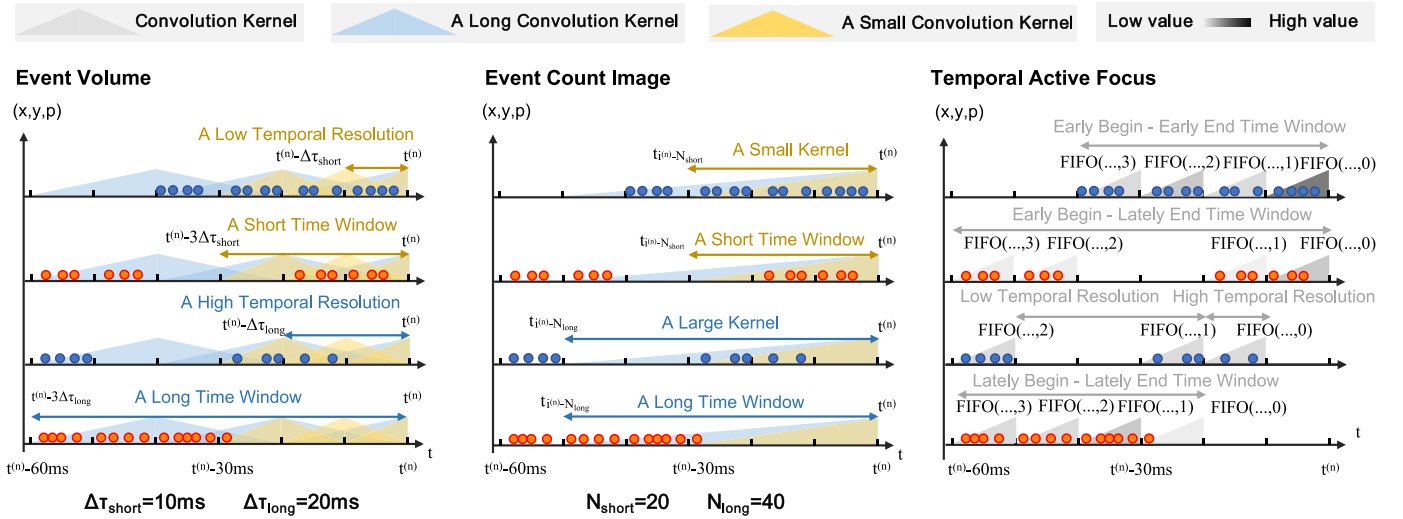 Convolution Kernel
A Long Convolution Kernel
A Small Convolution Kernel
Low value
High value
Event Volume
(x,y,p)
A Low Temporal Resolution
t⁽ⁿ⁾-Δτshort
t⁽ⁿ⁾
A Short Time Window
t⁽ⁿ⁾-3Δτshort
t⁽ⁿ⁾
A High Temporal Resolution
t⁽ⁿ⁾-Δτlong
t⁽ⁿ⁾
t⁽ⁿ⁾-3Δτlong
A Long Time Window
t
t⁽ⁿ⁾-60ms
t⁽ⁿ⁾-30ms
t⁽ⁿ⁾
Δτshort=10ms
Δτlong=20ms
Event Count Image
(x,y,p)
ti⁽ⁿ⁾-Nshort
A Small Kernel
t⁽ⁿ⁾
ti⁽ⁿ⁾-Nshort
A Short Time Window
t⁽ⁿ⁾
ti⁽ⁿ⁾-Nlong
A Large Kernel
t⁽ⁿ⁾
ti⁽ⁿ⁾-Nlong
A Long Time Window
t⁽ⁿ⁾
t
t⁽ⁿ⁾-60ms
t⁽ⁿ⁾-30ms
t⁽ⁿ⁾
Nshort=20
Nlong=40
Temporal Active Focus
(x,y,p)
Early Begin - Early End Time Window
FIFO(...,3)
FIFO(...,2)
FIFO(...,1)
FIFO(...,0)
Early Begin - Lately End Time Window
FIFO(...,3)
FIFO(...,2)
FIFO(...,1)
FIFO(...,0)
Low Temporal Resolution
High Temporal Resolution
FIFO(...,2)
FIFO(...,1)
FIFO(...,0)
Lately Begin - Lately End Time Window
FIFO(...,3)
FIFO(...,2)
FIFO(...,1)
FIFO(...,0)
t
t⁽ⁿ⁾-60ms
t⁽ⁿ⁾-30ms
t⁽ⁿ⁾